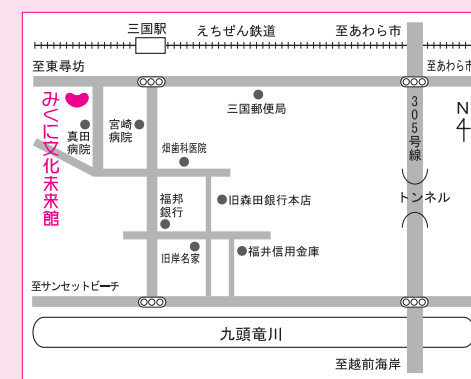 三国駅
えちぜん鉄道
至あわら市
至東尋坊
至あわら市
みくに文化未来館
真田
病院
宮崎
病院
三国郵便局
305号線
N
4
畑歯科医院
トンネル
福邦
銀行
旧森田銀行本店
旧岸名家
福井信用金庫
至サンセットビーチ
九頭竜川
至越前海岸